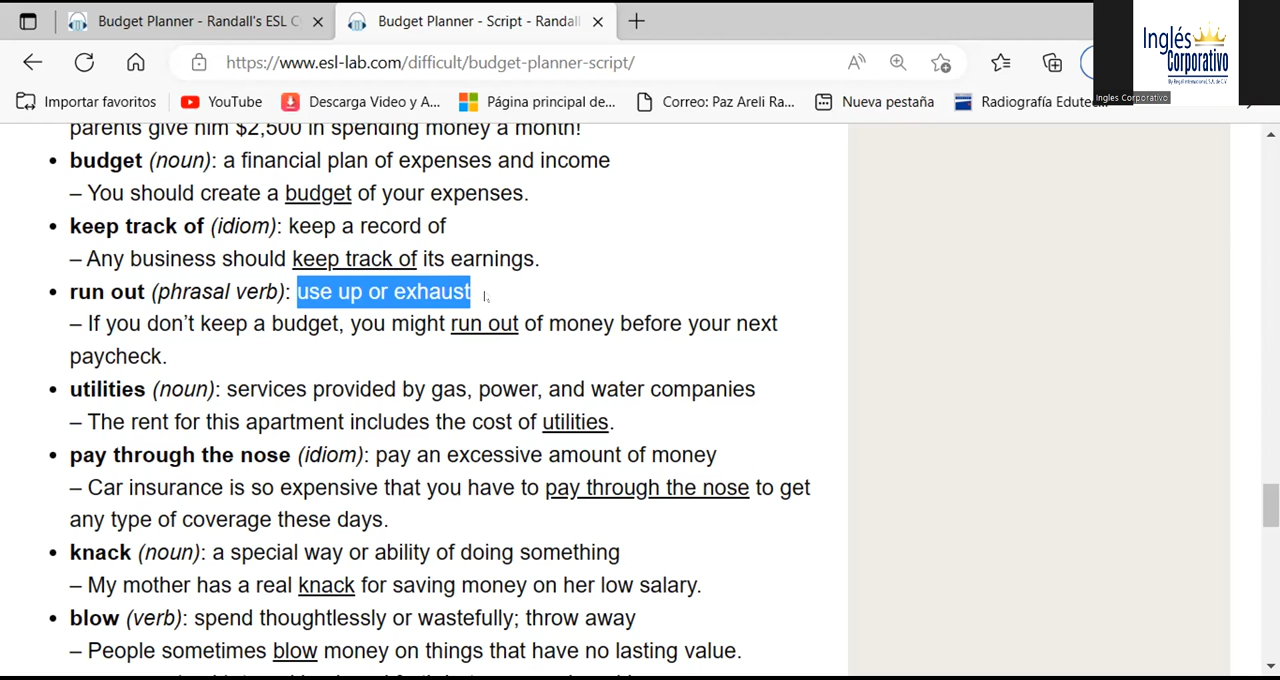 Budget Planner - Randall's ESL C
Budget Planner - Script - Randall
https://www.esl-lab.com/difficult/budget-planner-script/
Importar favoritos
YouTube
Descarga Video y A...
Página principal de...
Correo: Paz Areli Ra...
Nueva pestaña
Radiografía Edutec...
Inglés
Corporativo
Ingles Corporativo
parents give him $2,500 in spending money a month!
• budget (noun): a financial plan of expenses and income
– You should create a budget of your expenses.
• keep track of (idiom): keep a record of
– Any business should keep track of its earnings.
• run out (phrasal verb): use up or exhaust
– If you don’t keep a budget, you might run out of money before your next
paycheck.
• utilities (noun): services provided by gas, power, and water companies
– The rent for this apartment includes the cost of utilities.
• pay through the nose (idiom): pay an excessive amount of money
– Car insurance is so expensive that you have to pay through the nose to get
any type of coverage these days.
• knack (noun): a special way or ability of doing something
– My mother has a real knack for saving money on her low salary.
• blow (verb): spend thoughtlessly or wastefully; throw away
– People sometimes blow money on things that have no lasting value.